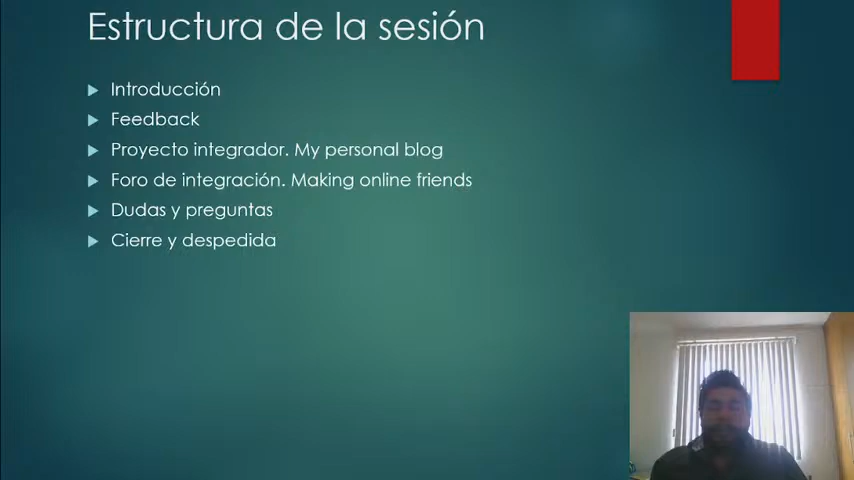 Estructura de la sesión
Introducción
Feedback
Proyecto integrador. My personal blog
Foro de integración. Making online friends
Dudas y preguntas
Cierre y despedida